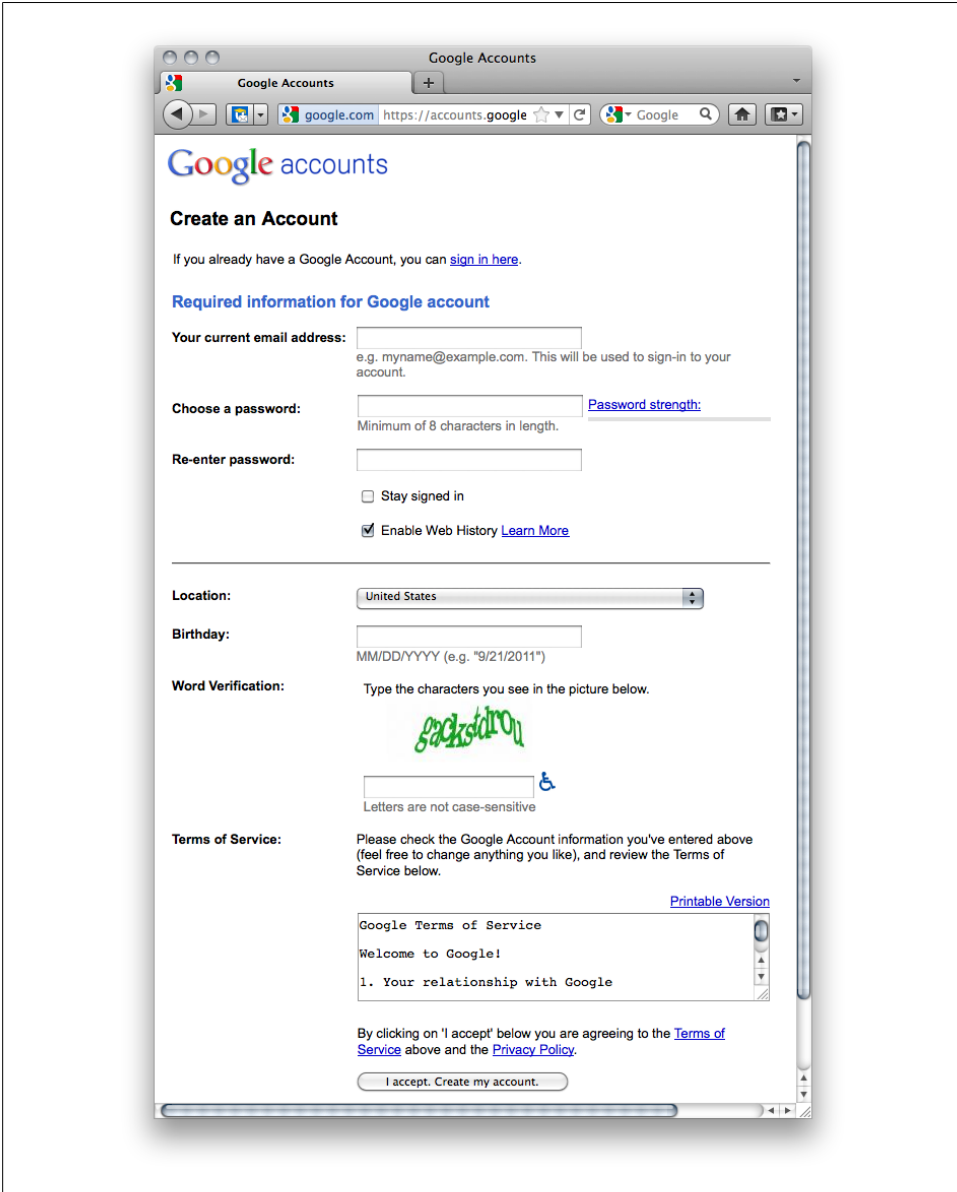 Google Accounts
Google Accounts
google.com https://accounts.google
Google
Google accounts
Create an Account
If you already have a Google Account, you can sign in here.
Required information for Google account
Your current email address:
e.g. myname@example.com. This will be used to sign-in to your
account.
Choose a password:
Password strength:
Minimum of 8 characters in length.
Re-enter password:
Stay signed in
Enable Web History Learn More
Location:
United States
Birthday:
MM/DD/YYYY (e.g. "9/21/2011")
Word Verification:
Type the characters you see in the picture below.
gackstdrou
Letters are not case-sensitive
Terms of Service:
Please check the Google Account information you've entered above
(feel free to change anything you like), and review the Terms of
Service below.
Printable Version
Google Terms of Service
Welcome to Google!
1. Your relationship with Google
By clicking on 'I accept' below you are agreeing to the Terms of
Service above and the Privacy Policy.
I accept. Create my account.